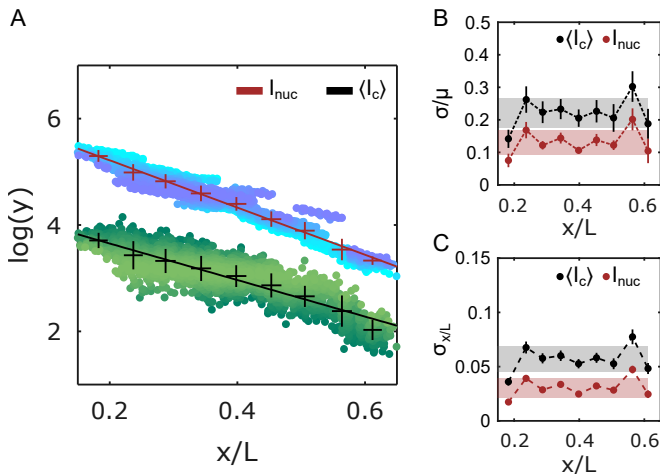 A
I_nuc ⟨I_c⟩
6
4
2
log(y)
0.2 0.4 0.6
x/L
B
⟨I_c⟩ I_nuc
0.5
0.4
0.3
0.2
0.1
0
σ/μ
0.2 0.4 0.6
x/L
C
⟨I_c⟩ I_nuc
0.15
0.1
0.05
0
σ_x/L
0.2 0.4 0.6
x/L